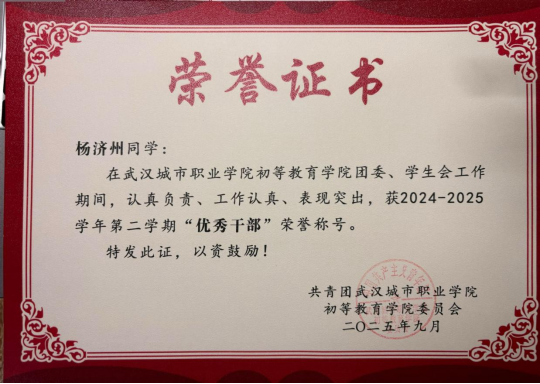 荣誉证书
杨济州同学：
在武汉城市职业学院初等教育学院团委、学生会工作
期间，认真负责、工作认真、表现突出，获2024-2025
学年第二学期“优秀干部”荣誉称号。
特发此证，以资鼓励！
共青团武汉城市职业学院
初等教育学院委员会
二〇二五年九月